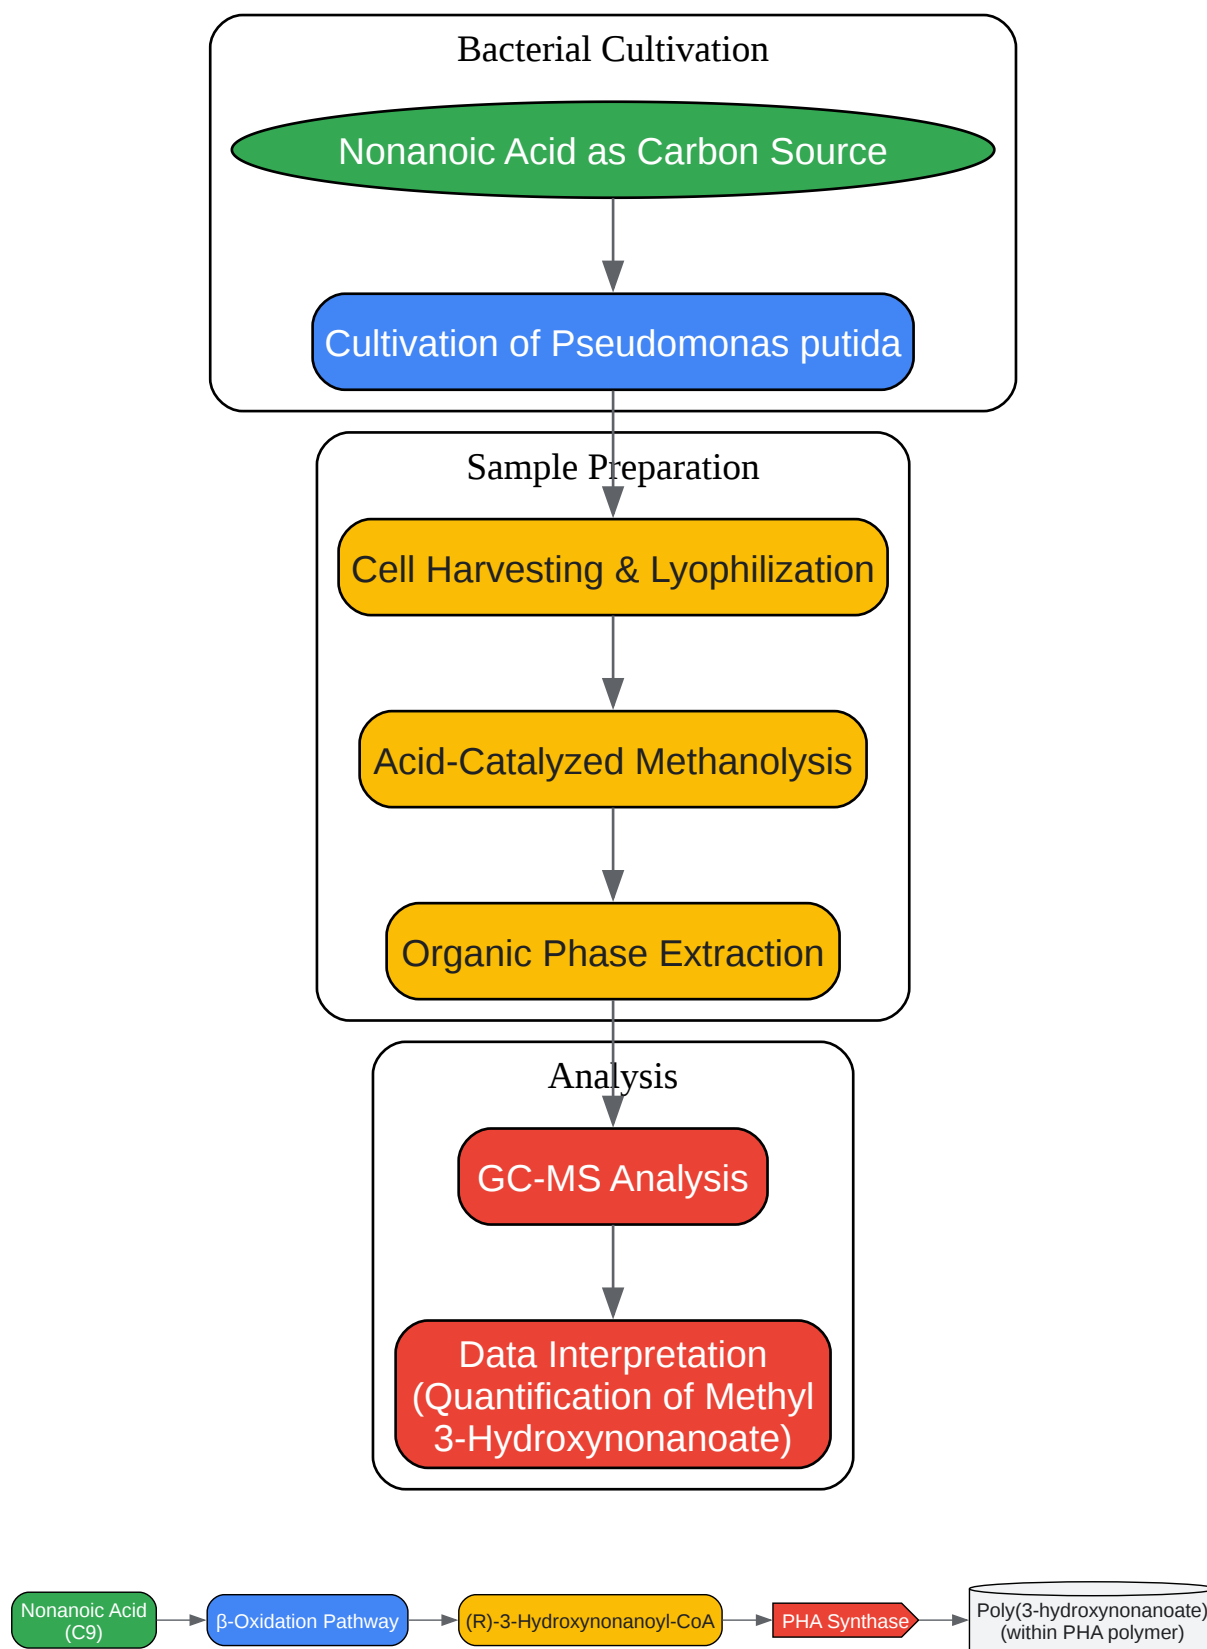 Bacterial Cultivation
Nonanoic Acid as Carbon Source
Cultivation of Pseudomonas putida
Sample Preparation
Cell Harvesting & Lyophilization
Acid-Catalyzed Methanolysis
Organic Phase Extraction
Analysis
GC-MS Analysis
Data Interpretation
(Quantification of Methyl
3-Hydroxynonanoate)
Nonanoic Acid
(C9)
β-Oxidation Pathway
(R)-3-Hydroxynonanoyl-CoA
PHA Synthase
Poly(3-hydroxynonanoate)
(within PHA polymer)